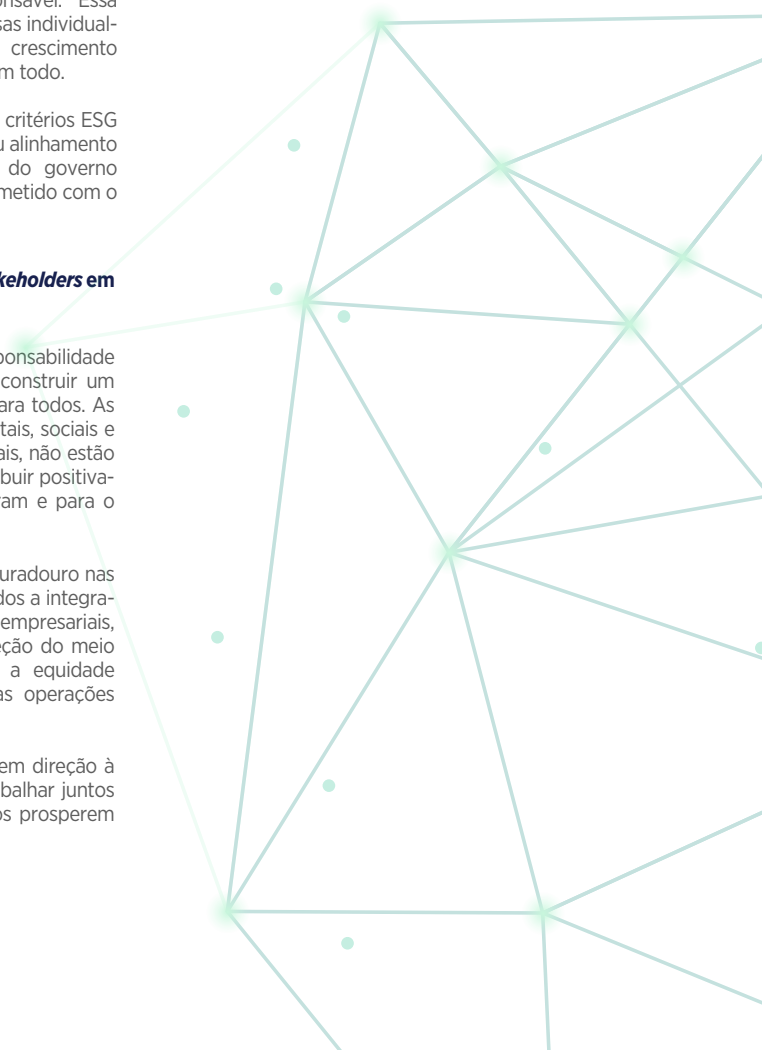 Essa
sas individual-
crescimento
m todo.
critérios ESG
u alinhamento
do governo
metido com o
keholders em
ponsabilidade
construir um
ara todos. As
tais, sociais e
ais, não estão
buir positiva-
ram e para o
uradouro nas
dos a integra-
empresariais,
eção do meio
a equidade
as operações
em direção à
balhar juntos
os prosperem